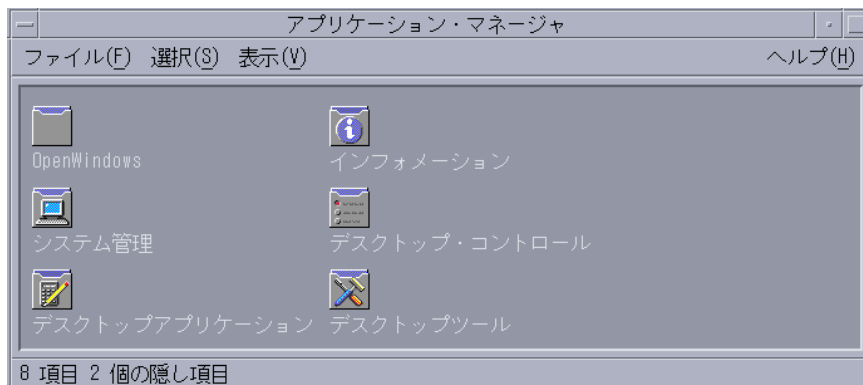 アプリケーション・マネージャ
ファイル(F) 選択(S) 表示(V) ヘルプ(H)
OpenWindows インフォメーション
システム管理 デスクトップ・コントロール
デスクトップアプリケーション デスクトップツール
8 項目 2 個の隠し項目